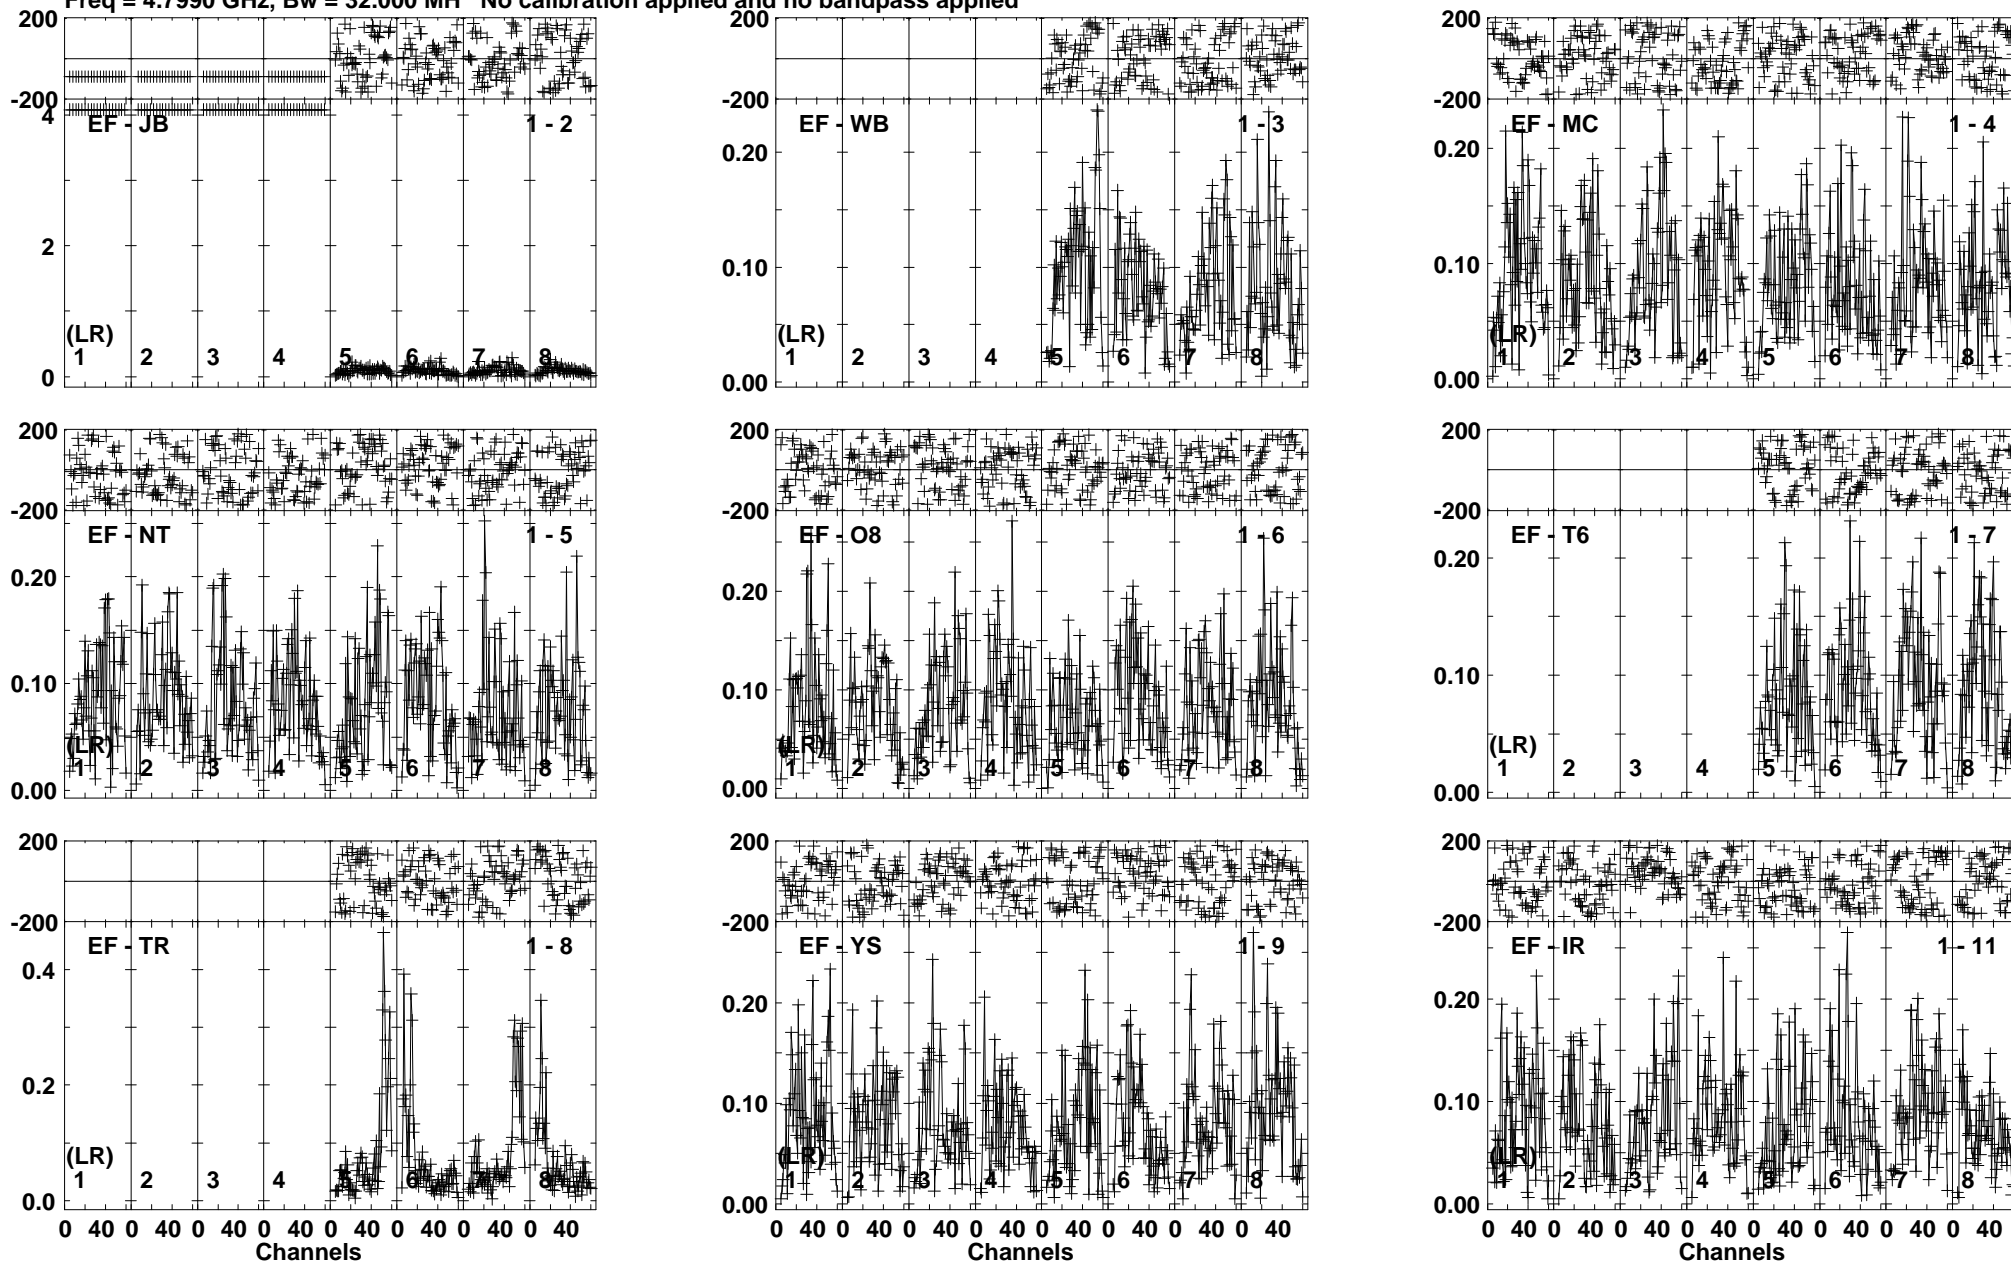 Freq = 4.7990 GHz, Bw = 32.000 MH No calibration applied and no bandpass applied
200 200 200
-200 -200 -200
4 EF - JB 1 - 2 EF - WB 1 - 3 EF - MC 1 - 4
0.20 0.20
2
0.10 0.10
(LR) (LR) (LR)
1 2 3 4 5 6 7 8 1 2 3 4 5 6 7 8 1 2 3 4 5 6 7 8
0 0.00 0.00
200 200 200
-200 -200 -200
EF - NT 1 - 5 EF - O8 1 - 6 EF - T6 1 - 7
0.20 0.20 0.20
0.10 0.10 0.10
(LR) (LR) (LR)
1 2 3 4 5 6 7 8 1 2 3 4 5 6 7 8 1 2 3 4 5 6 7 8
0.00 0.00 0.00
200 200 200
-200 -200 -200
EF - TR 1 - 8 EF - YS 1 - 9 EF - IR 1 - 11
0.4 0.20 0.20
0.2 0.10 0.10
(LR) (LR) (LR)
1 2 3 4 5 6 7 8 1 2 3 4 5 6 7 8 1 2 3 4 5 6 7 8
0.0 0.00 0.00
0 40 0 40 0 40 0 40 0 40 0 40 0 40 0 40 0 40 0 40 0 40 0 40 0 40 0 40 0 40 0 40 0 40 0 40 0 40 0 40 0 40 0 40 0 40 0 40
Channels Channels Channels